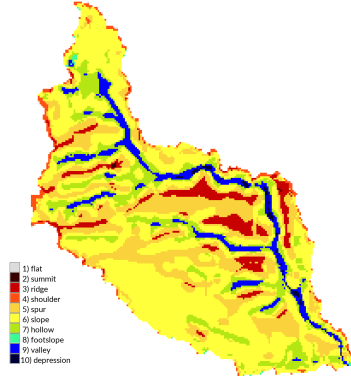 1) flat
2) summit
3) ridge
4) shoulder
5) spur
6) slope
7) hollow
8) footslope
9) valley
10) depression